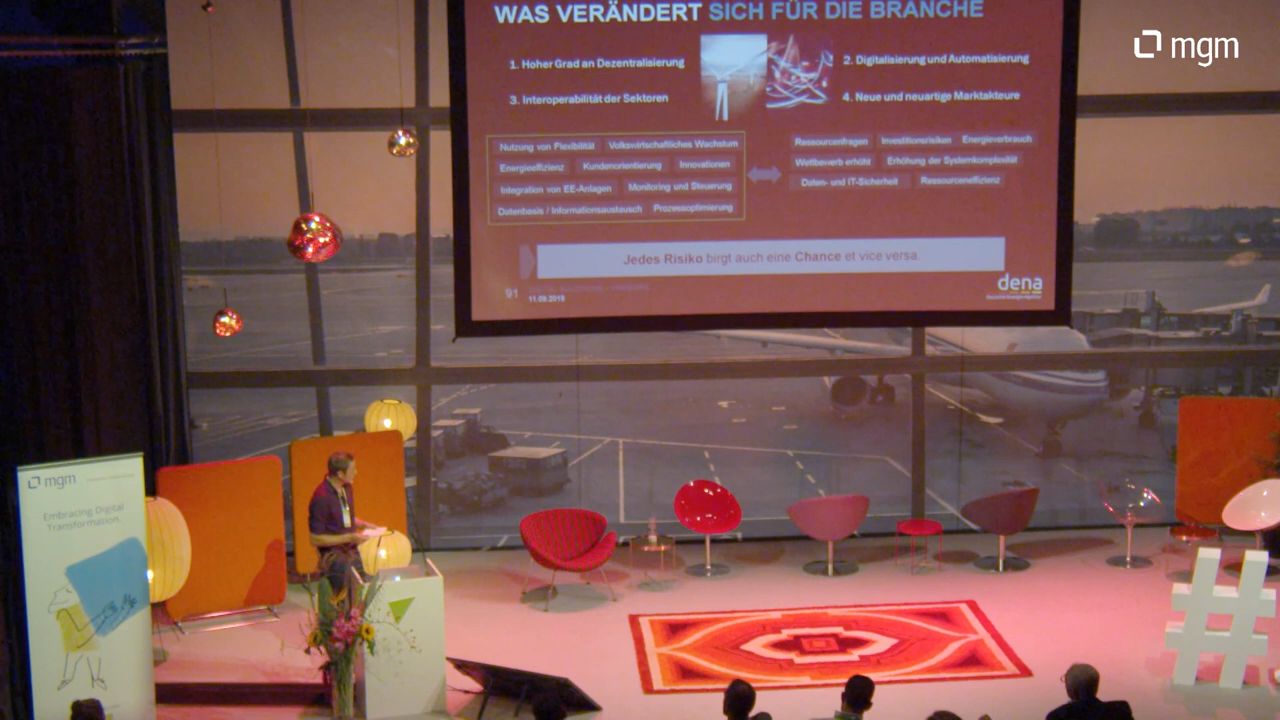 WAS VERÄNDERT SICH FÜR DIE BRANCHE
mgm
1. Hoher Grad an Dezentralisierung
2. Digitalisierung und Automatisierung
3. Interoperabilität der Sektoren
4. Neue und neuartige Marktakteure
Nutzung von Flexibilität Volkswirtschaftliches Wachstum
Energieeffizienz Kundenorientierung Innovationen
Integration von EE-Anlagen Monitoring und Steuerung
Datenbasis / Informationsaustausch Prozessoptimierung
Ressourcenfragen Investitionsrisiken Energieverbrauch
Wettbewerb erhöht Erhöhung der Systemkomplexität
Daten- und IT-Sicherheit Ressourceneffizienz
Jedes Risiko birgt auch eine Chance et vice versa.
91
11.09.2019
dena
Deutsche Energie-Agentur
mgm
Embracing Digital
Transformation.
#